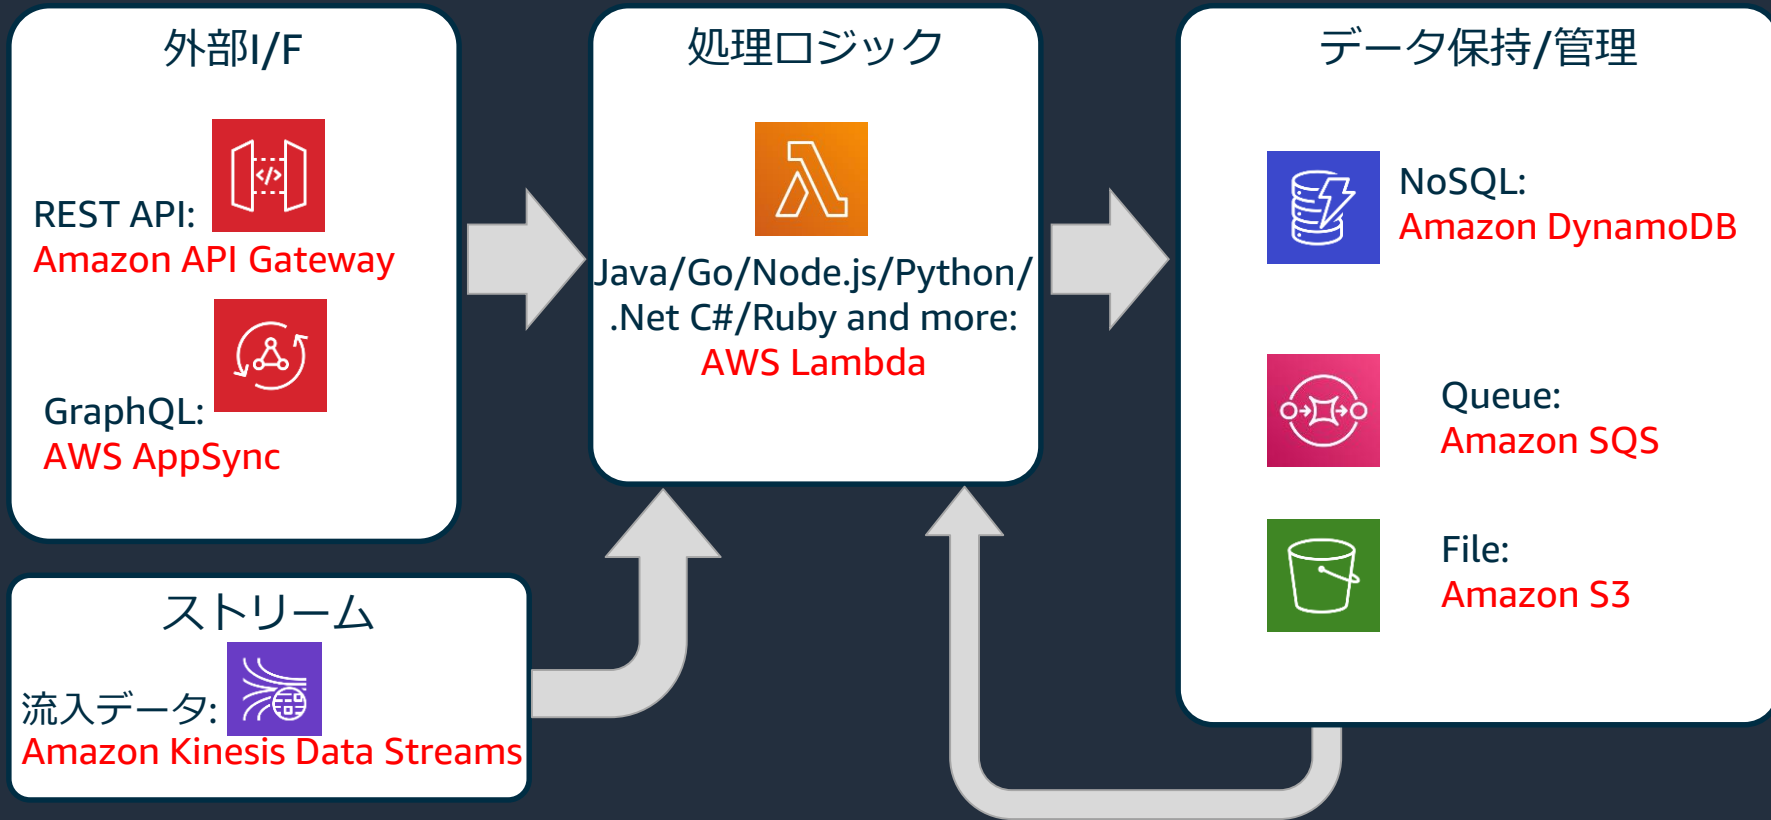 外部I/F
REST API:
Amazon API Gateway
GraphQL:
AWS AppSync
ストリーム
流入データ:
Amazon Kinesis Data Streams
処理ロジック
Java/Go/Node.js/Python/
.Net C#/Ruby and more:
AWS Lambda
データ保持/管理
NoSQL:
Amazon DynamoDB
Queue:
Amazon SQS
File:
Amazon S3